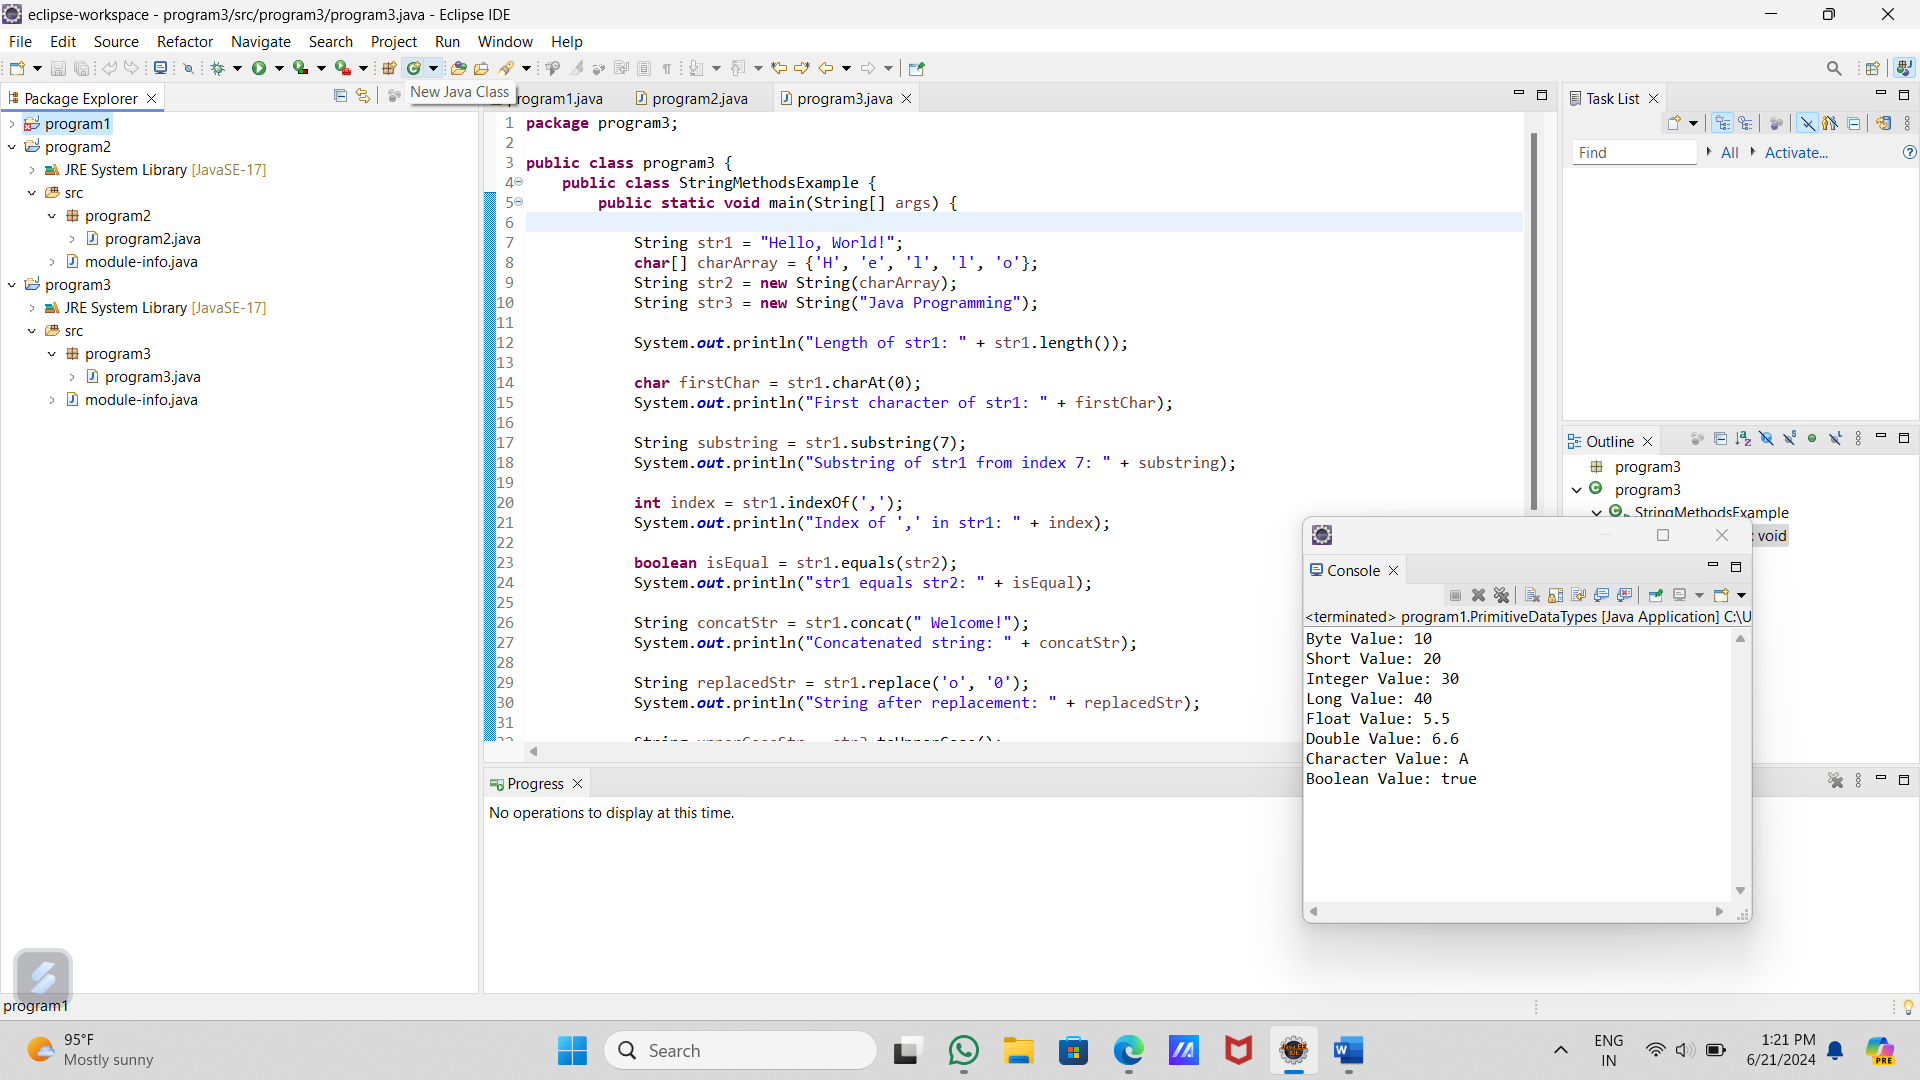 eclipse-workspace - program3/src/program3/program3.java - Eclipse IDE
File Edit Source Refactor Navigate Search Project Run Window Help
New Java Class
Package Explorer
program1
program2
JRE System Library [JavaSE-17]
src
program2
program2.java
module-info.java
program3
JRE System Library [JavaSE-17]
src
program3
program3.java
module-info.java
program1.java program2.java program3.java
1 package program3;
2
3 public class program3 {
4 public class StringMethodsExample {
5 public static void main(String[] args) {
6
7 String str1 = "Hello, World!";
8 char[] charArray = {'H', 'e', 'l', 'l', 'o'};
9 String str2 = new String(charArray);
10 String str3 = new String("Java Programming");
11
12 System.out.println("Length of str1: " + str1.length());
13
14 char firstChar = str1.charAt(0);
15 System.out.println("First character of str1: " + firstChar);
16
17 String substring = str1.substring(7);
18 System.out.println("Substring of str1 from index 7: " + substring);
19
20 int index = str1.indexOf(',');
21 System.out.println("Index of ',' in str1: " + index);
22
23 boolean isEqual = str1.equals(str2);
24 System.out.println("str1 equals str2: " + isEqual);
25
26 String concatStr = str1.concat(" Welcome!");
27 System.out.println("Concatenated string: " + concatStr);
28
29 String replacedStr = str1.replace('o', '0');
30 System.out.println("String after replacement: " + replacedStr);
31
Task List
Find All Activate...
Outline
program3
program3
StringMethodsExample
: void
Console
<terminated> program1.PrimitiveDataTypes [Java Application] C:\U
Byte Value: 10
Short Value: 20
Integer Value: 30
Long Value: 40
Float Value: 5.5
Double Value: 6.6
Character Value: A
Boolean Value: true
Progress
No operations to display at this time.
program1
95°F
Mostly sunny
Search
ENG
IN
1:21 PM
6/21/2024
PRE